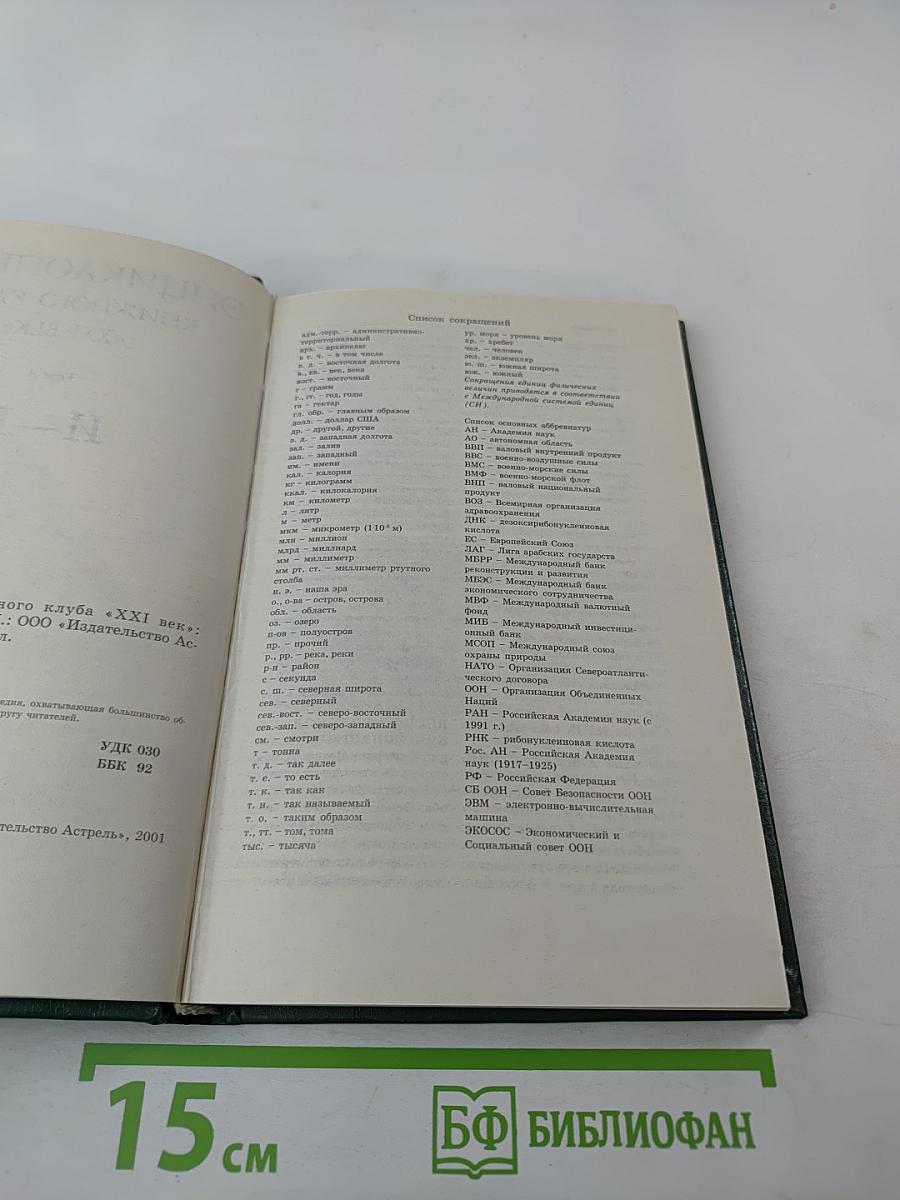 ного клуба «XXI век»:
ООО «Издательство Ас-
л.
едия, охватывающая большинство об.
ругу читателей.
УДК 030
ББК 92
тельство Астрель», 2001
Список сокращений
адм.-терр. – административно-
территориальный
арх. – архипелаг
в т. ч. – в том числе
в. д. – восточная долгота
в., вв. – век, века
вост. – восточный
г – грамм
г., гг. – год, годы
га – гектар
гл. обр. – главным образом
долл. – доллар США
др. – другой, другие
з. д. – западная долгота
зал. – залив
зап. – западный
им. – имени
кал. – калория
кг – килограмм
ккал. – килокалория
км – километр
л – литр
м – метр
мкм – микрометр (1·10⁻⁶ м)
млн – миллион
млрд – миллиард
мм – миллиметр
мм рт. ст. – миллиметр ртутного
столба
н. э. – наша эра
о., о-ва – остров, острова
обл. – область
оз. – озеро
п-ов – полуостров
пр. – прочий
р., рр. – река, реки
р-н – район
с – секунда
с. ш. – северная широта
сев. – северный
сев.-вост. – северо-восточный
сев.-зап. – северо-западный
см. – смотри
т – тонна
т. д. – так далее
т. е. – то есть
т. к. – так как
т. н. – так называемый
т. о. – таким образом
т., тт. – том, тома
тыс. – тысяча
ур. моря – уровень моря
хр. – хребет
чел. – человек
экз. – экземпляр
ю. ш. – южная широта
юж. – южный
Сокращения единиц физических
величин приводятся в соответствии
с Международной системой единиц
(СИ).
Список основных аббревиатур
АН – Академия наук
АО – автономная область
ВВП – валовый внутренний продукт
ВВС – военно-воздушные силы
ВМС – военно-морские силы
ВМФ – военно-морской флот
ВНП – валовый национальный
продукт
ВОЗ – Всемирная организация
здравоохранения
ДНК – дезоксирибонуклеиновая
кислота
ЕС – Европейский Союз
ЛАГ – Лига арабских государств
МБРР – Международный банк
реконструкции и развития
МБЭС – Международный банк
экономического сотрудничества
МВФ – Международный валютный
фонд
МИБ – Международный инвестици-
онный банк
МСОП – Международный союз
охраны природы
НАТО – Организация Североатланти-
ческого договора
ООН – Организация Объединенных
Наций
РАН – Российская Академия наук (с
1991 г.)
РНК – рибонуклеиновая кислота
Рос. АН – Российская Академия
наук (1917–1925)
РФ – Российская Федерация
СБ ООН – Совет Безопасности ООН
ЭВМ – электронно-вычислительная
машина
ЭКОСОС – Экономический и
Социальный совет ООН
15 см
БФ БИБЛИОФАН